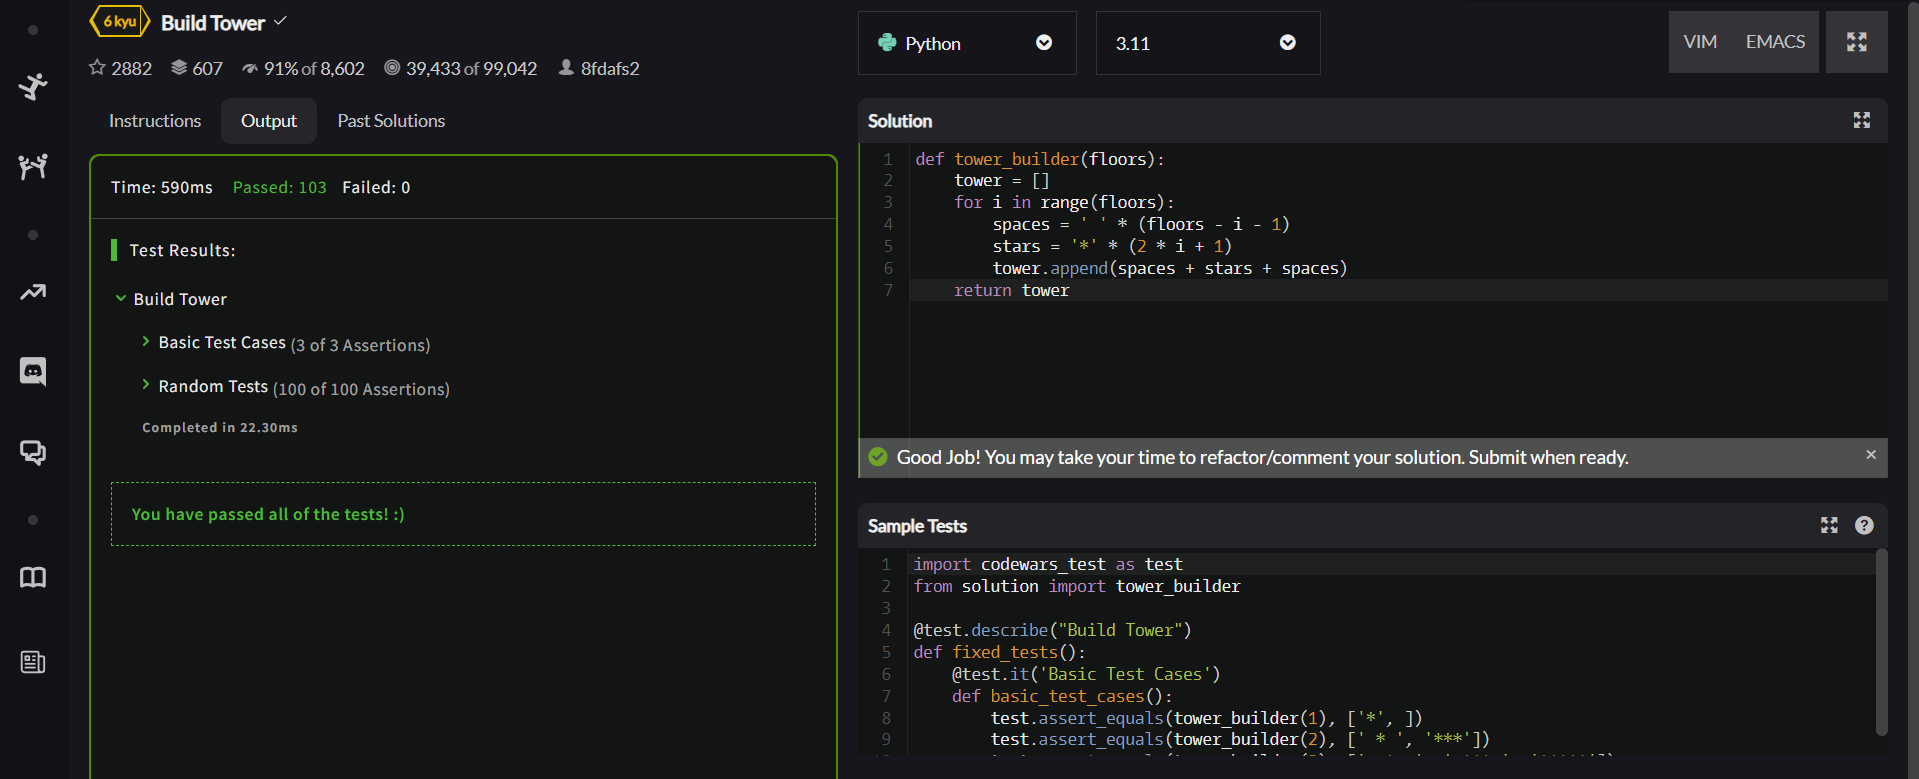 6 kyu Build Tower
2882 607 91% of 8,602 39,433 of 99,042 8fdafs2
Instructions Output Past Solutions
Time: 590ms Passed: 103 Failed: 0
Test Results:
Build Tower
Basic Test Cases (3 of 3 Assertions)
Random Tests (100 of 100 Assertions)
Completed in 22.30ms
You have passed all of the tests! :)
Python 3.11 VIM EMACS
Solution
1 def tower_builder(floors):
2     tower = []
3     for i in range(floors):
4         spaces = ' ' * (floors - i - 1)
5         stars = '*' * (2 * i + 1)
6         tower.append(spaces + stars + spaces)
7     return tower
Good Job! You may take your time to refactor/comment your solution. Submit when ready.
Sample Tests
1 import codewars_test as test
2 from solution import tower_builder
3
4 @test.describe("Build Tower")
5 def fixed_tests():
6     @test.it('Basic Test Cases')
7     def basic_test_cases():
8         test.assert_equals(tower_builder(1), ['*', ])
9         test.assert_equals(tower_builder(2), [' * ', '***'])